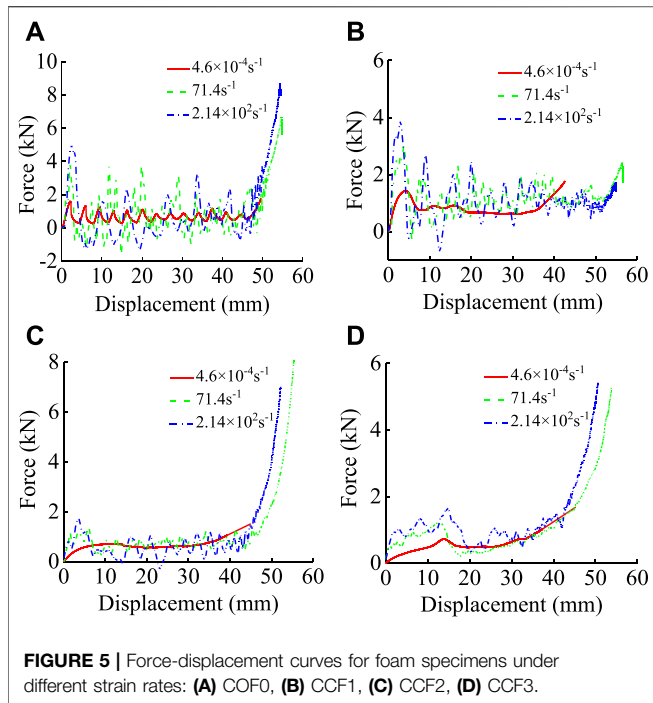 A
10
8
6
4
2
0
-2
Force (kN)
4.6×10⁻⁴s⁻¹
71.4s⁻¹
2.14×10²s⁻¹
0 10 20 30 40 50 60
Displacement (mm)
B
6
4
2
0
Force (kN)
4.6×10⁻⁴s⁻¹
71.4s⁻¹
2.14×10²s⁻¹
0 10 20 30 40 50 60
Displacement (mm)
C
8
6
4
2
0
Force (kN)
4.6×10⁻⁴s⁻¹
71.4s⁻¹
2.14×10²s⁻¹
0 10 20 30 40 50 60
Displacement (mm)
D
6
4
2
0
Force (kN)
4.6×10⁻⁴s⁻¹
71.4s⁻¹
2.14×10²s⁻¹
0 10 20 30 40 50 60
Displacement (mm)
FIGURE 5 | Force-displacement curves for foam specimens under
different strain rates: (A) COF0, (B) CCF1, (C) CCF2, (D) CCF3.